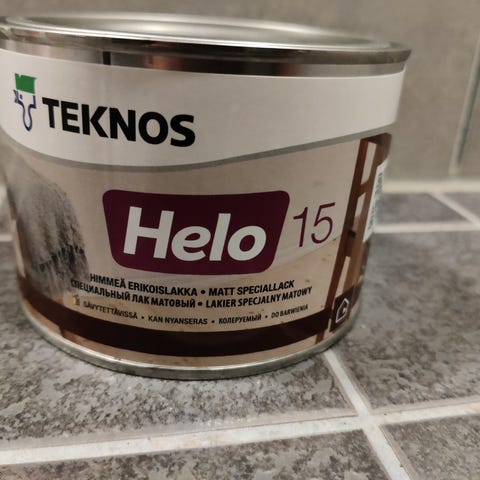 TEKNOS
Helo 15
HIMMEÄ ERIKOISLAKKA • MATT SPECIALLACK
СПЕЦИАЛЬНЫЙ ЛАК МАТОВЫЙ • LAKIER SPECJALNY MATOWY
SÄVYTETTÄVISSÄ • KAN NYANSERAS • КОЛЕРУЕМЫЙ • DO BARWIENIA